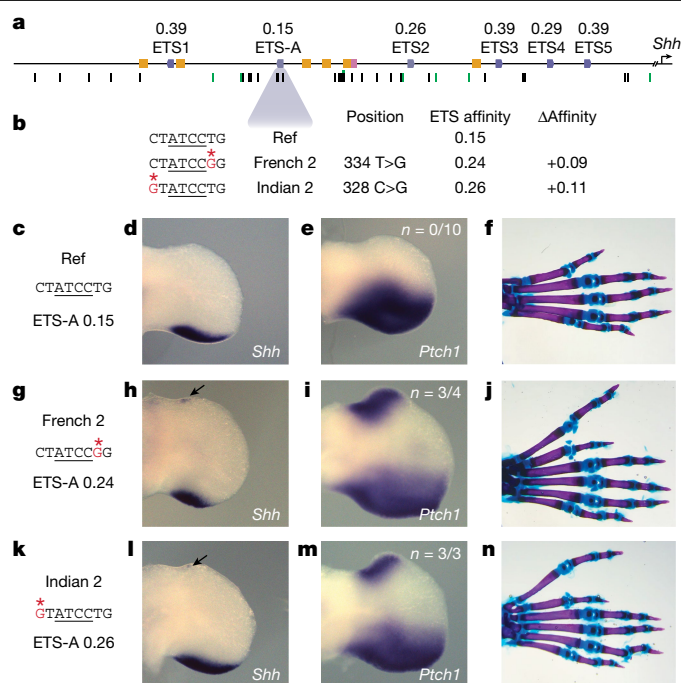 a
0.39 0.15 0.26 0.39 0.29 0.39
ETS1 ETS-A ETS2 ETS3 ETS4 ETS5 Shh
b
Position ETS affinity ΔAffinity
CTATCCTG Ref 0.15
*
CTATCCGG French 2 334 T>G 0.24 +0.09
*
GTATCCTG Indian 2 328 C>G 0.26 +0.11
c
Ref
CTATCCTG
ETS-A 0.15
d
Shh
e
n = 0/10
Ptch1
f
g
French 2
*
CTATCCGG
ETS-A 0.24
h
Shh
i
n = 3/4
Ptch1
j
k
Indian 2
*
GTATCCTG
ETS-A 0.26
l
Shh
m
n = 3/3
Ptch1
n